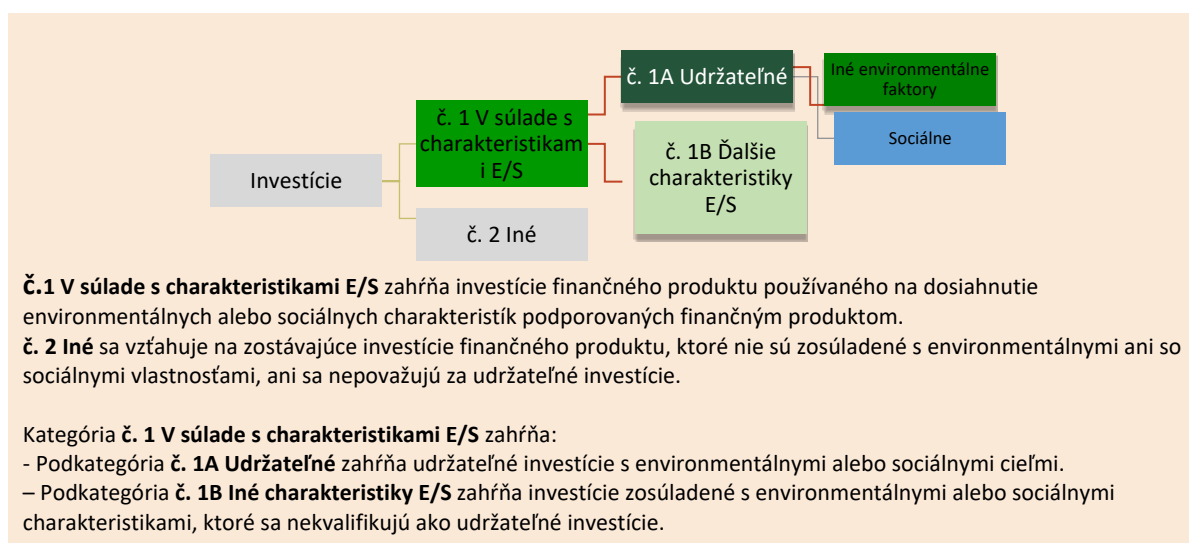 č. 1A Udržateľné
Iné environmentálne
faktory
č. 1 V súlade s
charakteristikam
i E/S
Sociálne
č. 1B Ďalšie
charakteristiky
E/S
Investície
č. 2 Iné
č.1 V súlade s charakteristikami E/S zahŕňa investície finančného produktu používaného na dosiahnutie
environmentálnych alebo sociálnych charakteristík podporovaných finančným produktom.
č. 2 Iné sa vzťahuje na zostávajúce investície finančného produktu, ktoré nie sú zosúladené s environmentálnymi ani so
sociálnymi vlastnosťami, ani sa nepovažujú za udržateľné investície.
Kategória č. 1 V súlade s charakteristikami E/S zahŕňa:
- Podkategória č. 1A Udržateľné zahŕňa udržateľné investície s environmentálnymi alebo sociálnymi cieľmi.
– Podkategória č. 1B Iné charakteristiky E/S zahŕňa investície zosúladené s environmentálnymi alebo sociálnymi
charakteristikami, ktoré sa nekvalifikujú ako udržateľné investície.